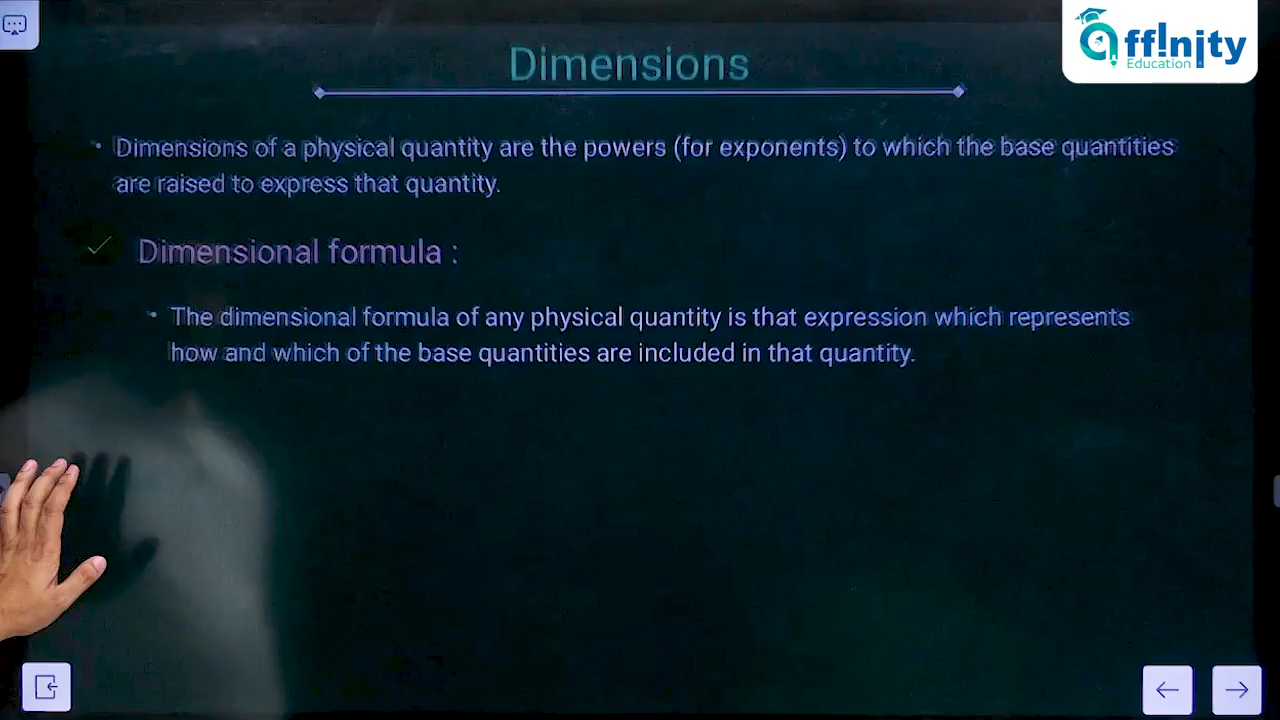 Aff!nity
Education
Dimensions
• Dimensions of a physical quantity are the powers (for exponents) to which the base quantities
are raised to express that quantity.
✓ Dimensional formula :
• The dimensional formula of any physical quantity is that expression which represents
how and which of the base quantities are included in that quantity.